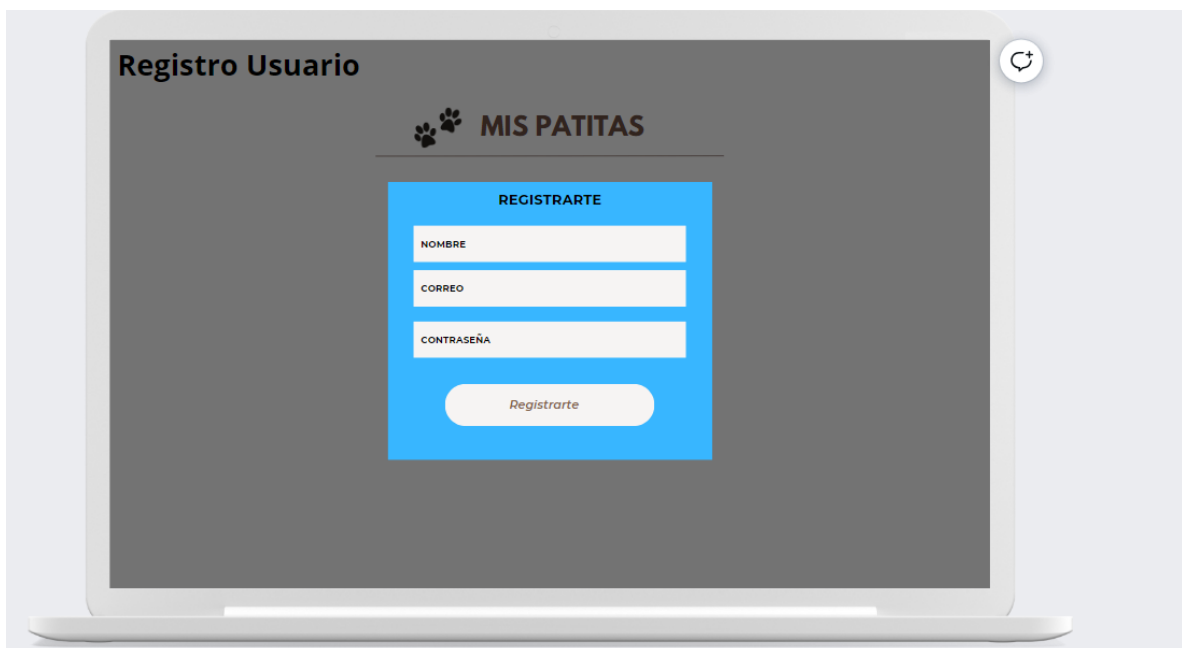 Registro Usuario
MIS PATITAS
REGISTRARTE
NOMBRE
CORREO
CONTRASEÑA
Registrarte